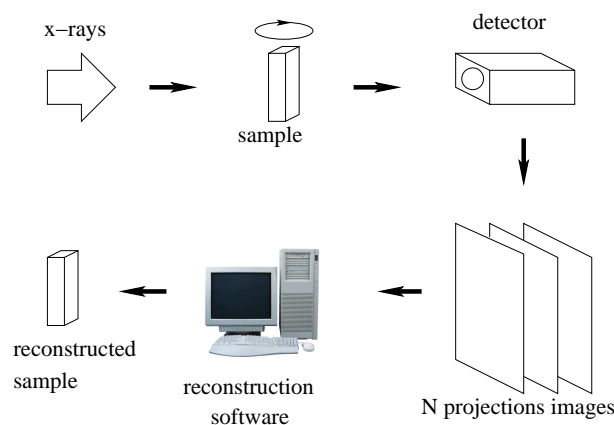 x−rays
detector
sample
N projections images
reconstruction
software
reconstructed
sample